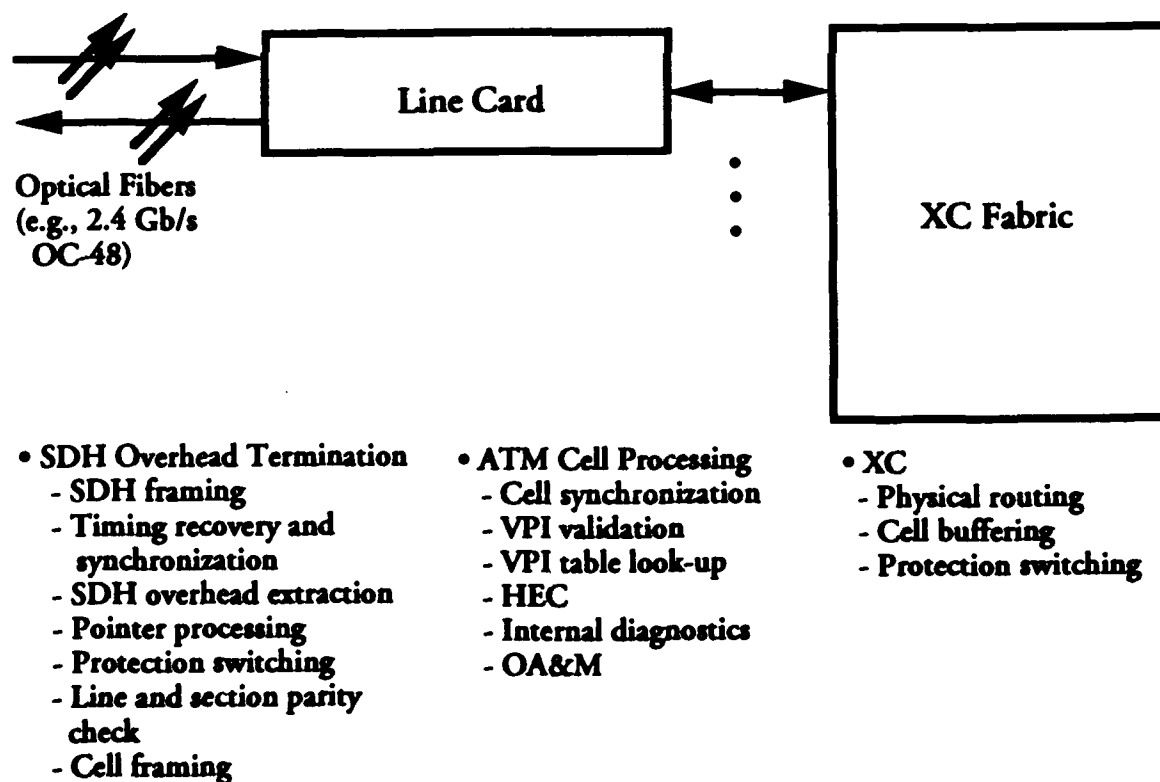 Line Card
Optical Fibers
(e.g., 2.4 Gb/s
OC-48)
XC Fabric
• SDH Overhead Termination
- SDH framing
- Timing recovery and
synchronization
- SDH overhead extraction
- Pointer processing
- Protection switching
- Line and section parity
check
- Cell framing
• ATM Cell Processing
- Cell synchronization
- VPI validation
- VPI table look-up
- HEC
- Internal diagnostics
- OA&M
• XC
- Physical routing
- Cell buffering
- Protection switching